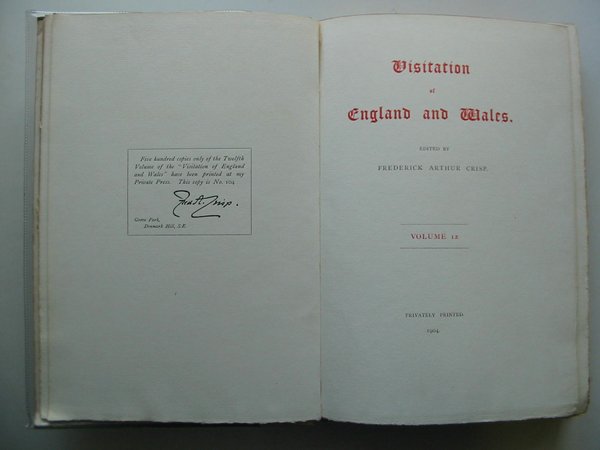 Five hundred copies only of the Twelfth
Volume of the "Visitation of England
and Wales" have been printed at my
Private Press. This copy is No. 104
Fredk. A. Crisp.
Grove Park,
Denmark Hill, S.E.
Visitation
of
England and Wales.
EDITED BY
FREDERICK ARTHUR CRISP.
VOLUME 12
PRIVATELY PRINTED
1904